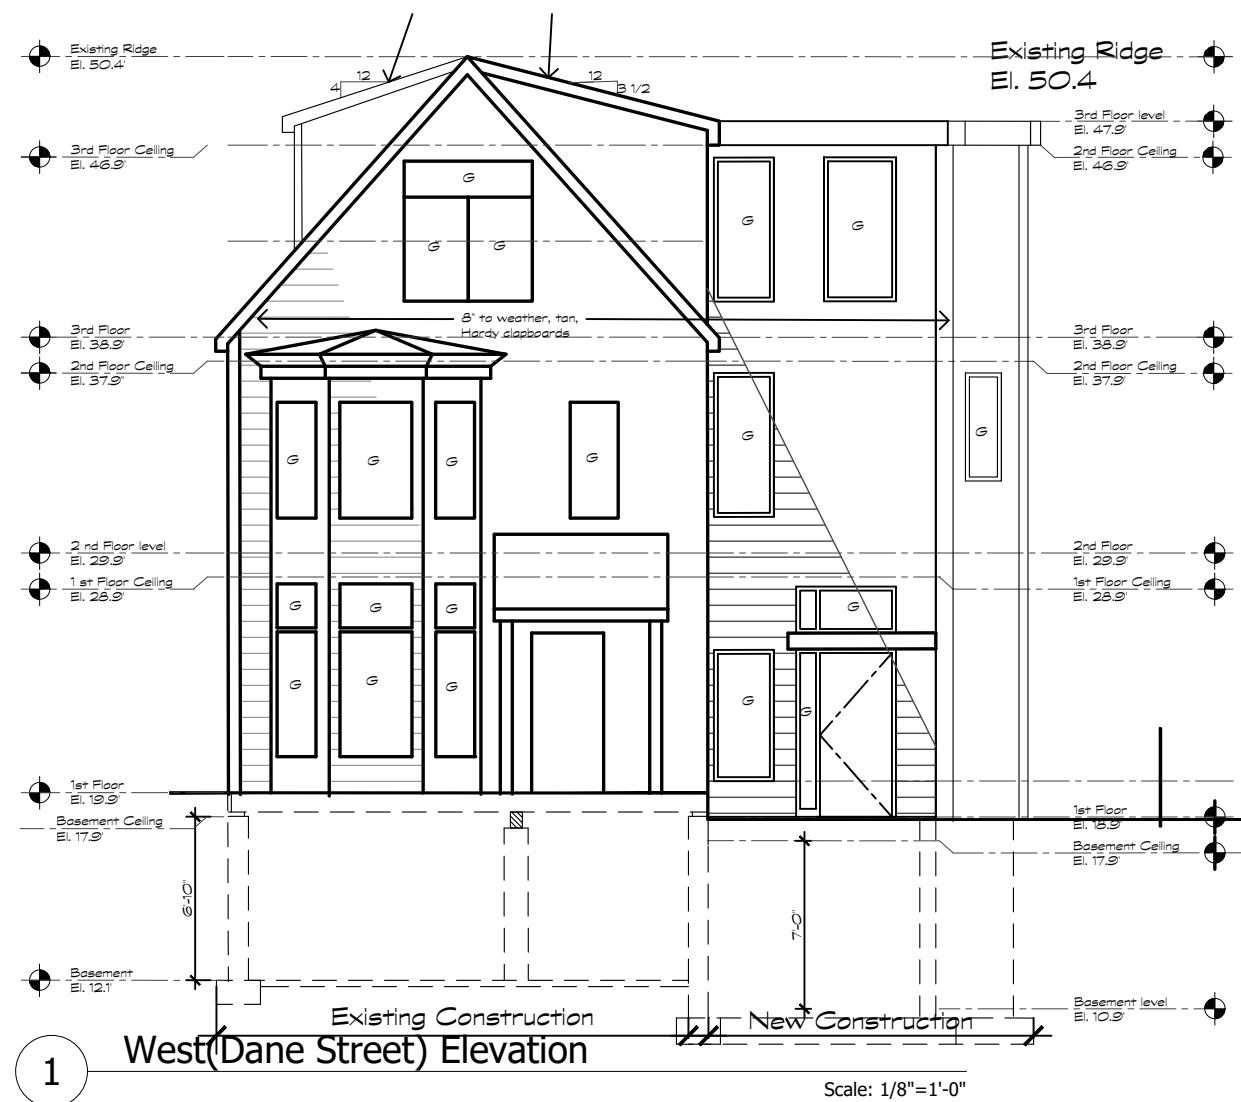 Existing Ridge
El. 50.4'
Existing Ridge
El. 50.4
12
4
12
3 1/2
3rd Floor level
El. 47.9'
3rd Floor Ceiling
El. 46.9'
2nd Floor Ceiling
El. 46.9'
G
G
G
G
G
8" to weather, tan,
Hardy clapboards
3rd Floor
El. 38.9'
3rd Floor
El. 38.9'
2nd Floor Ceiling
El. 37.9"
2nd Floor Ceiling
El. 37.9'
G
G
G
G
G
G
2 nd Floor level
El. 29.9'
2nd Floor
El. 29.9'
1 st Floor Ceiling
El. 28.9'
1st Floor Ceiling
El. 28.9'
G
G
G
G
G
G
G
G
G
1st Floor
El. 19.9'
1st Floor
El. 18.9'
Basement Ceiling
El. 17.9'
Basement Ceiling
El. 17.9'
6'-10"
7'-0"
Basement
El. 12.1'
Basement level
El. 10.9'
Existing Construction
New Construction
1
West(Dane Street) Elevation
Scale: 1/8"=1'-0"